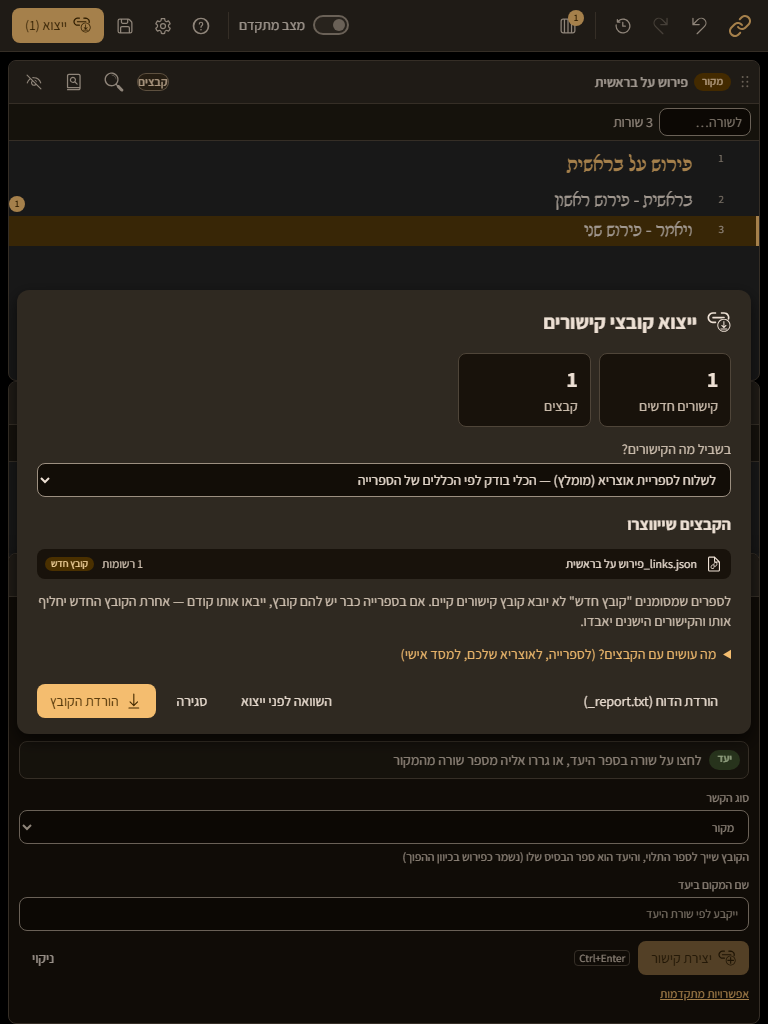 1
מצב מתקדם
ייצוא (1)
מקור
פירוש על בראשית
קבצים
לשורה...
3 שורות
1
פירוש על בראשית
2
בראשית - פירוש ראשון
1
3
ויאמר - פירוש שני
ייצוא קובצי קישורים
1
קישורים חדשים
1
קבצים
בשביל מה הקישורים?
לשלוח לספריית אוצריא (מומלץ) — הכלי בודק לפי הכללים של הספרייה
הקבצים שייווצרו
פירוש על בראשית_links.json
1 רשומות
קובץ חדש
לספרים שמסומנים "קובץ חדש" לא יובא קובץ קישורים קיים. אם בספרייה כבר יש להם קובץ, ייבאו אותו קודם — אחרת הקובץ החדש יחליף
אותו והקישורים הישנים יאבדו.
מה עושים עם הקבצים? (לספרייה, לאוצריא שלכם, למסד אישי)
הורדת הדוח (_report.txt)
השוואה לפני ייצוא
סגירה
הורדת הקובץ
יעד
לחצו על שורה בספר היעד, או גררו אליה מספר שורה מהמקור
סוג הקשר
מקור
הקובץ שייך לספר התלוי, והיעד הוא ספר הבסיס שלו (נשמר כפירוש בכיוון ההפוך)
שם המקום ביעד
ייקבע לפי שורת היעד
יצירת קישור
Ctrl+Enter
ניקוי
אפשרויות מתקדמות